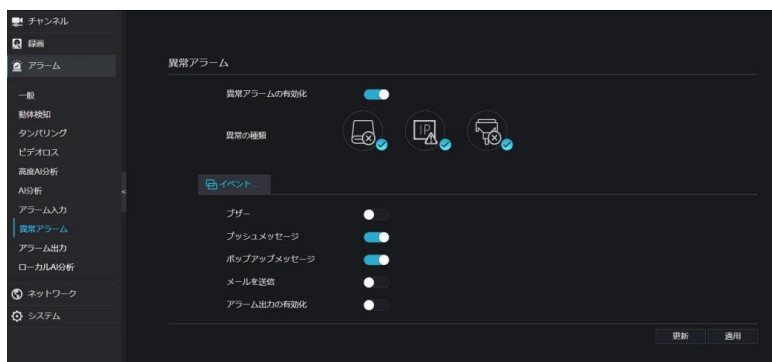 チャンネル
録画
アラーム
一般
動体検知
タンパリング
ビデオロス
高度AI分析
AI分析
アラーム入力
異常アラーム
アラーム出力
ローカルAI分析
ネットワーク
システム
異常アラーム
異常アラームの有効化
異常の種類
IP
イベント...
ブザー
プッシュメッセージ
ポップアップメッセージ
メールを送信
アラーム出力の有効化
更新
適用